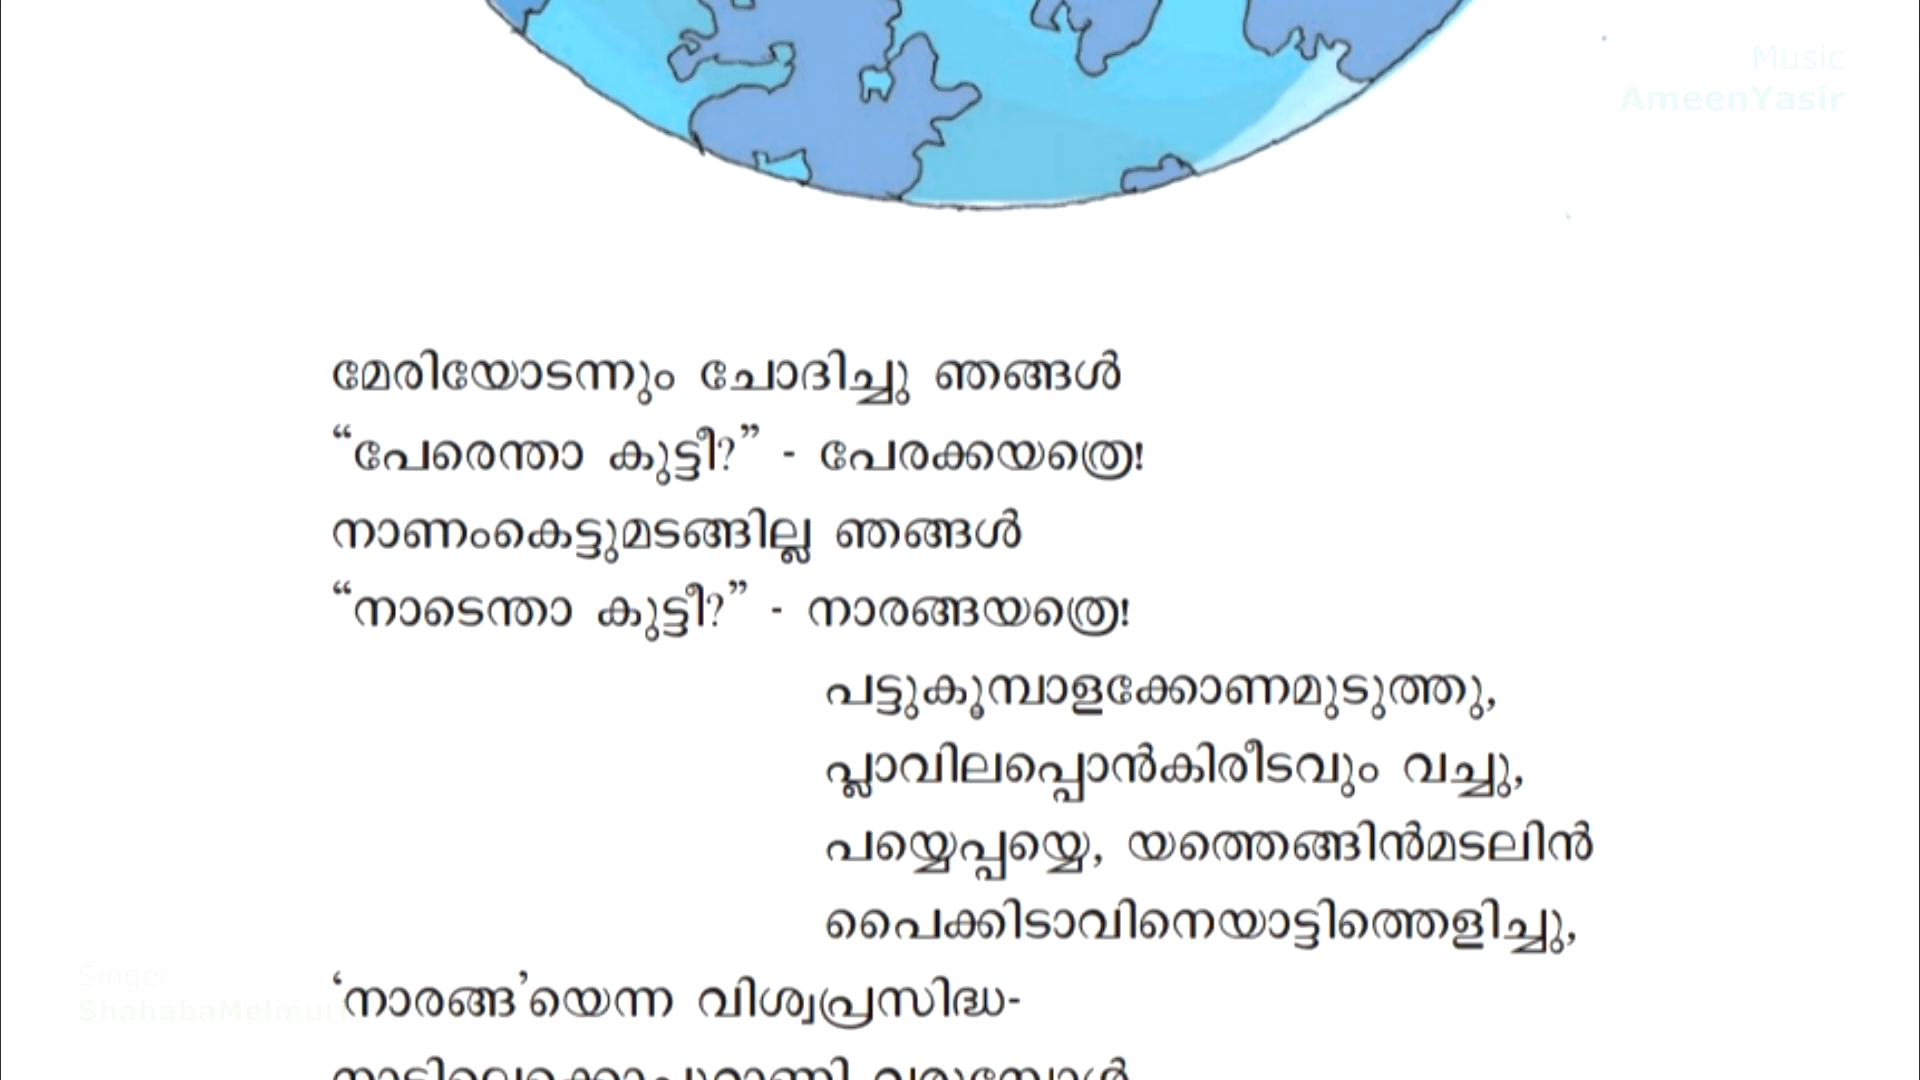 Music
AmeenYasir
മേരിയോടന്നും ചോദിച്ചു ഞങ്ങൾ
“പേരെന്താ കുട്ടീ?” - പേരക്കയത്രെ!
നാണംകെട്ടുമടങ്ങില്ല ഞങ്ങൾ
“നാടെന്താ കുട്ടീ?” - നാരങ്ങയത്രെ!
പട്ടുകൂമ്പാളക്കോണമുടുത്തു,
പ്ലാവിലപ്പൊൻകിരീടവും വച്ചു,
പയ്യെപ്പയ്യെ, യത്തെങ്ങിൻമടലിൻ
പൈക്കിടാവിനെയാട്ടിത്തെളിച്ചു,
Singer
ShahabaMelmuri
‘നാരങ്ങ’യെന്ന വിശ്വപ്രസിദ്ധ-